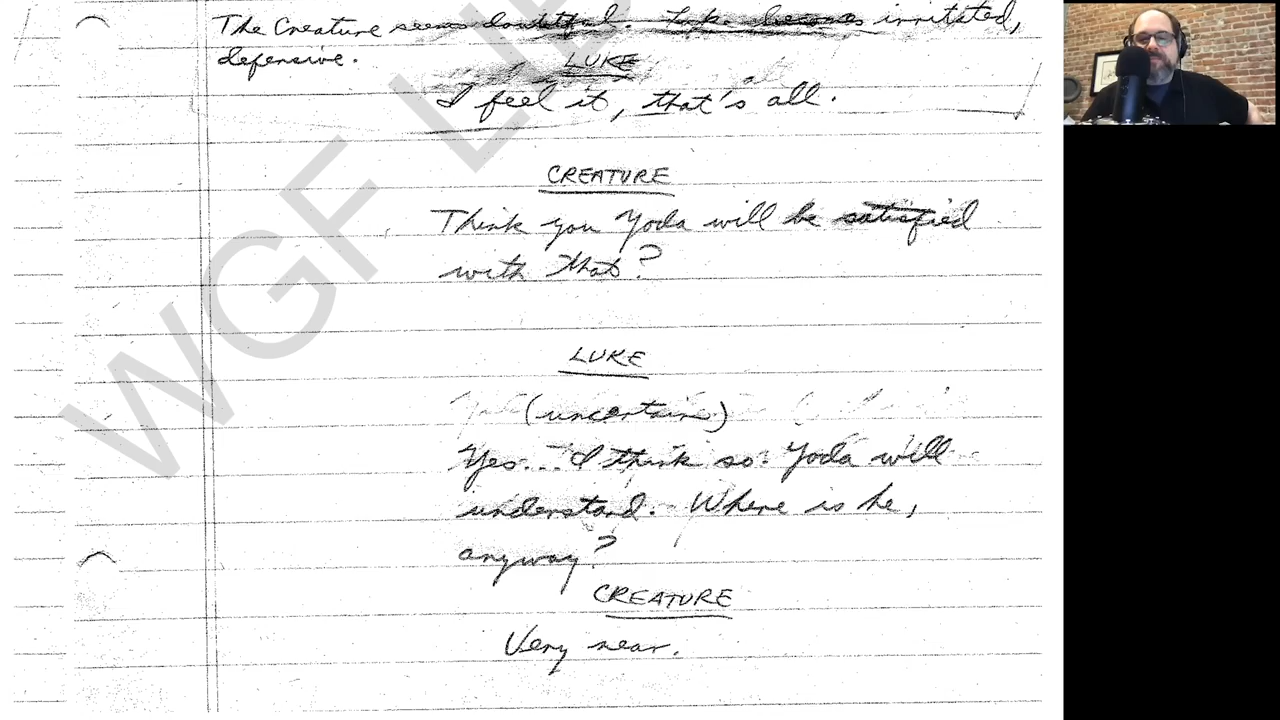 The Creature seems doubtful. Luke becomes irritated,
defensive.
LUKE
I feel it, that's all.
CREATURE
Think you Yoda will be satisfied
with that?
LUKE
(uncertain)
Yes... I think so. Yoda will
understand. Where is he,
anyway?
CREATURE
Very near.
WGF LI